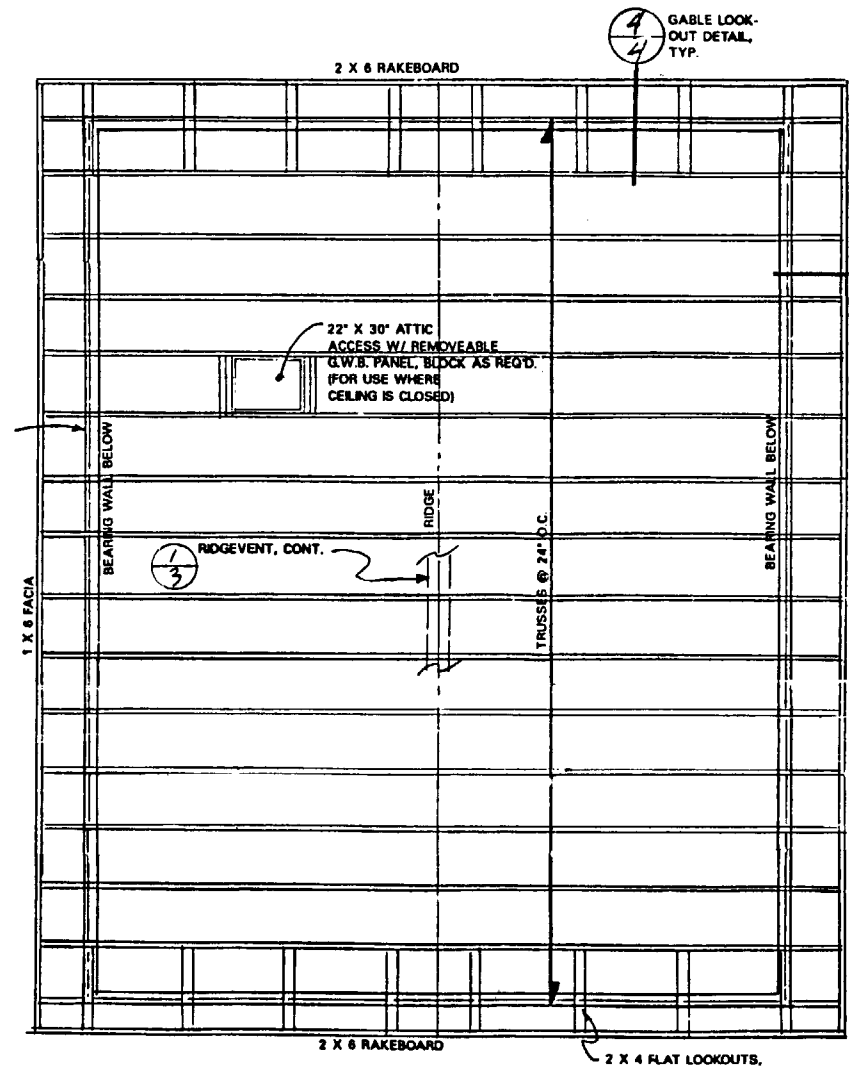 4
4
GABLE LOOK-
OUT DETAIL,
TYP.
2 X 6 RAKEBOARD
22" X 30" ATTIC
ACCESS W/ REMOVEABLE
G.W.B. PANEL, BLOCK AS REQ'D.
(FOR USE WHERE
CEILING IS CLOSED)
BEARING WALL BELOW
RIDGE
TRUSSES @ 24" O.C.
BEARING WALL BELOW
1
3
RIDGEVENT, CONT.
1 X 6 FACIA
2 X 6 RAKEBOARD
2 X 4 FLAT LOOKOUTS,